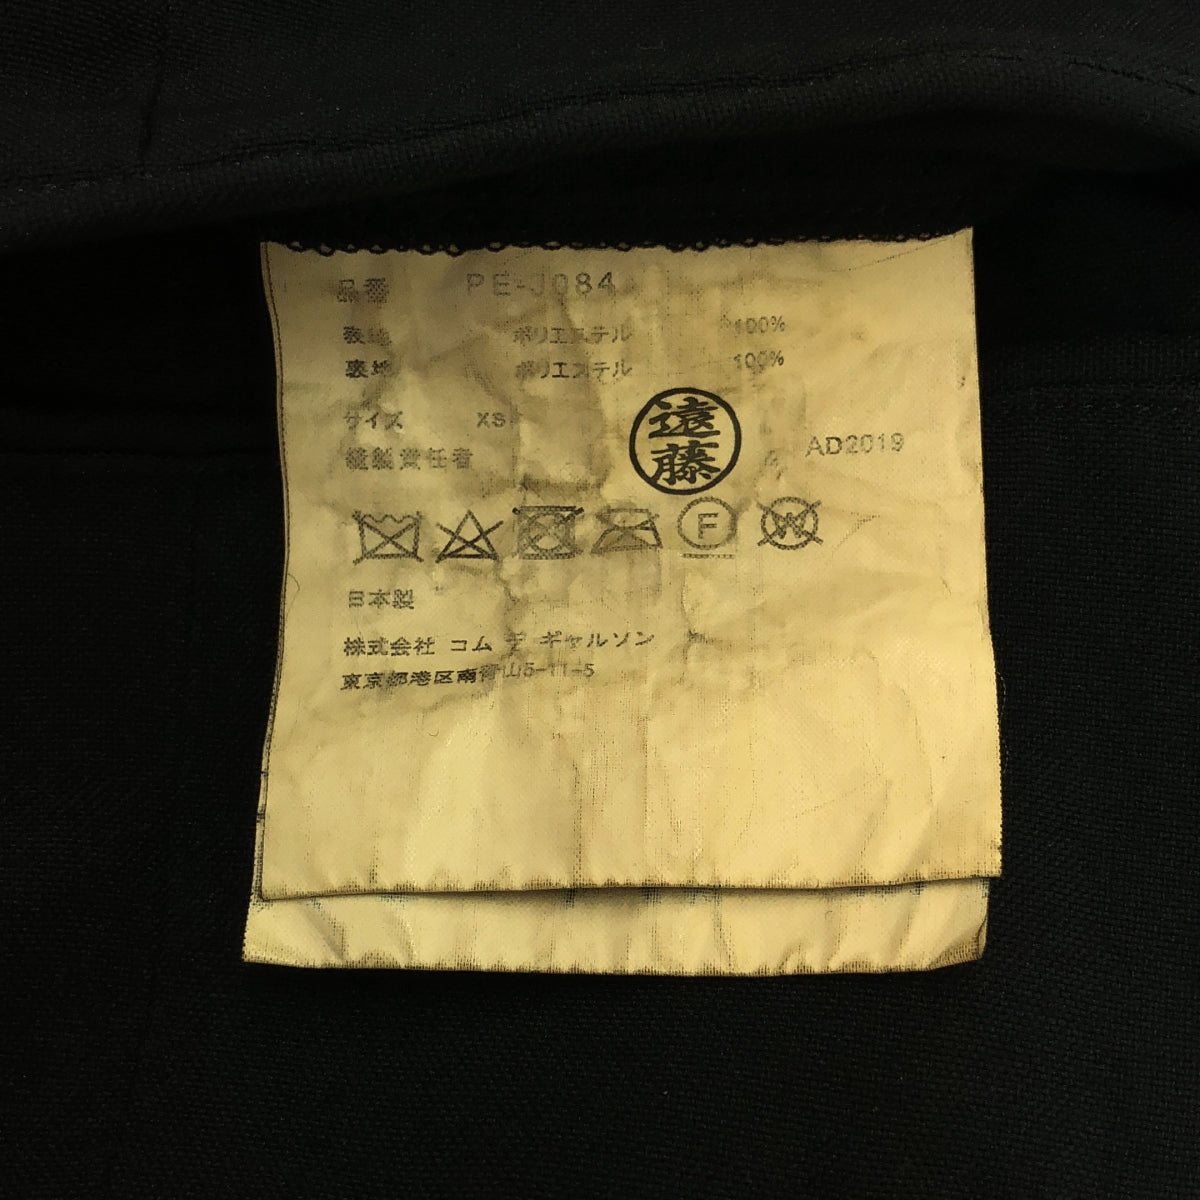 品番 PE-J084
表地 ポリエステル 100%
裏地 ポリエステル 100%
サイズ XS
縫製責任者 遠藤 AD2019
F W
日本製
株式会社 コム デ ギャルソン
東京都港区南青山5-11-5